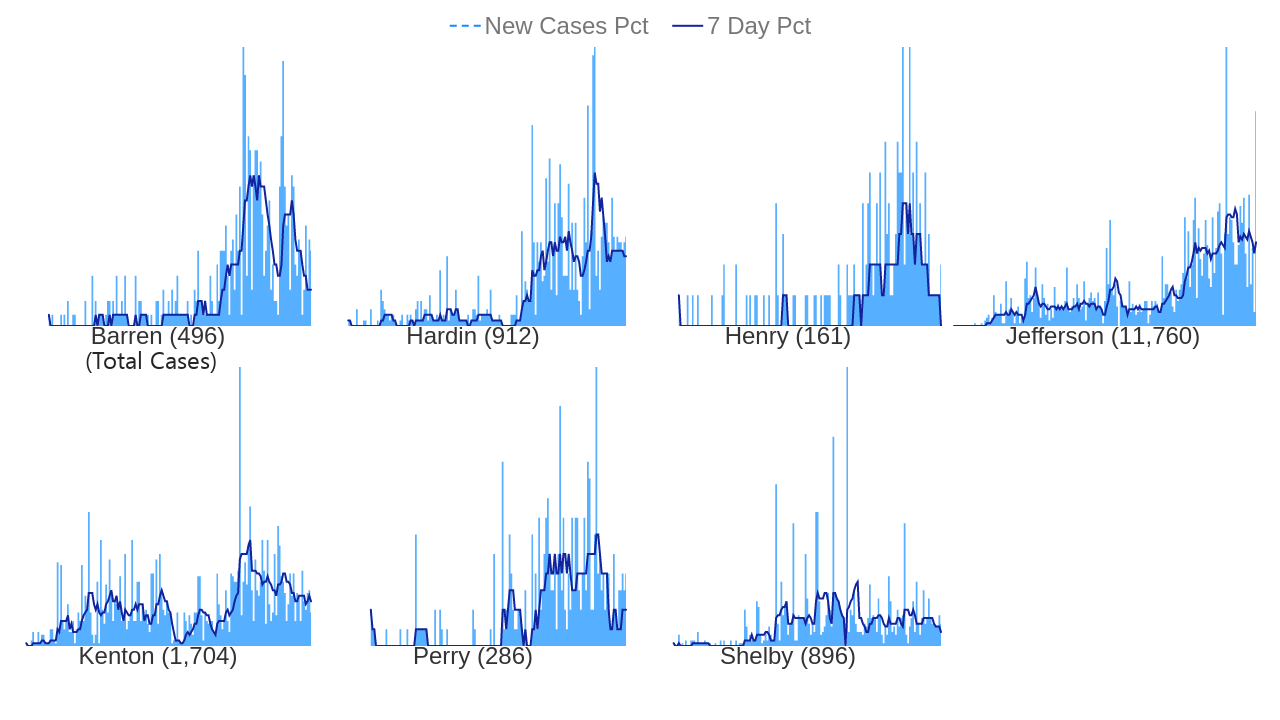 New Cases Pct 7 Day Pct
Barren (496)
(Total Cases)
Hardin (912)
Henry (161)
Jefferson (11,760)
Kenton (1,704)
Perry (286)
Shelby (896)